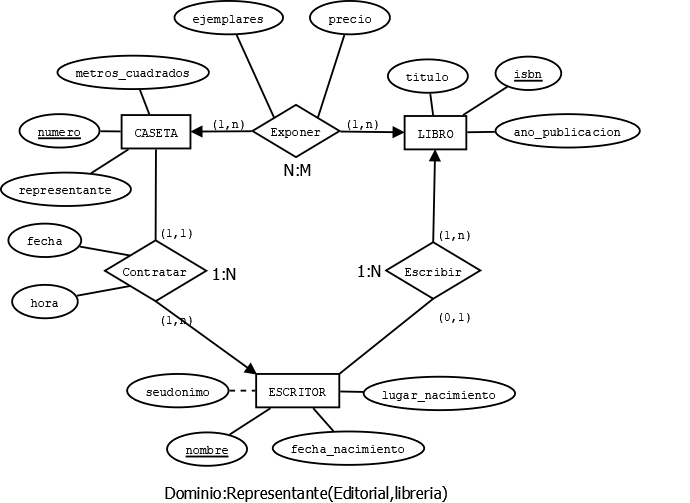 ejemplares
precio
metros_cuadrados
titulo
isbn
numero
CASETA
(1,n)
Exponer
(1,n)
LIBRO
ano_publicacion
N:M
representante
fecha
(1,1)
(1,n)
Contratar
1:N
1:N
Escribir
hora
(1,n)
(0,1)
seudonimo
ESCRITOR
lugar_nacimiento
nombre
fecha_nacimiento
Dominio:Representante(Editorial,libreria)